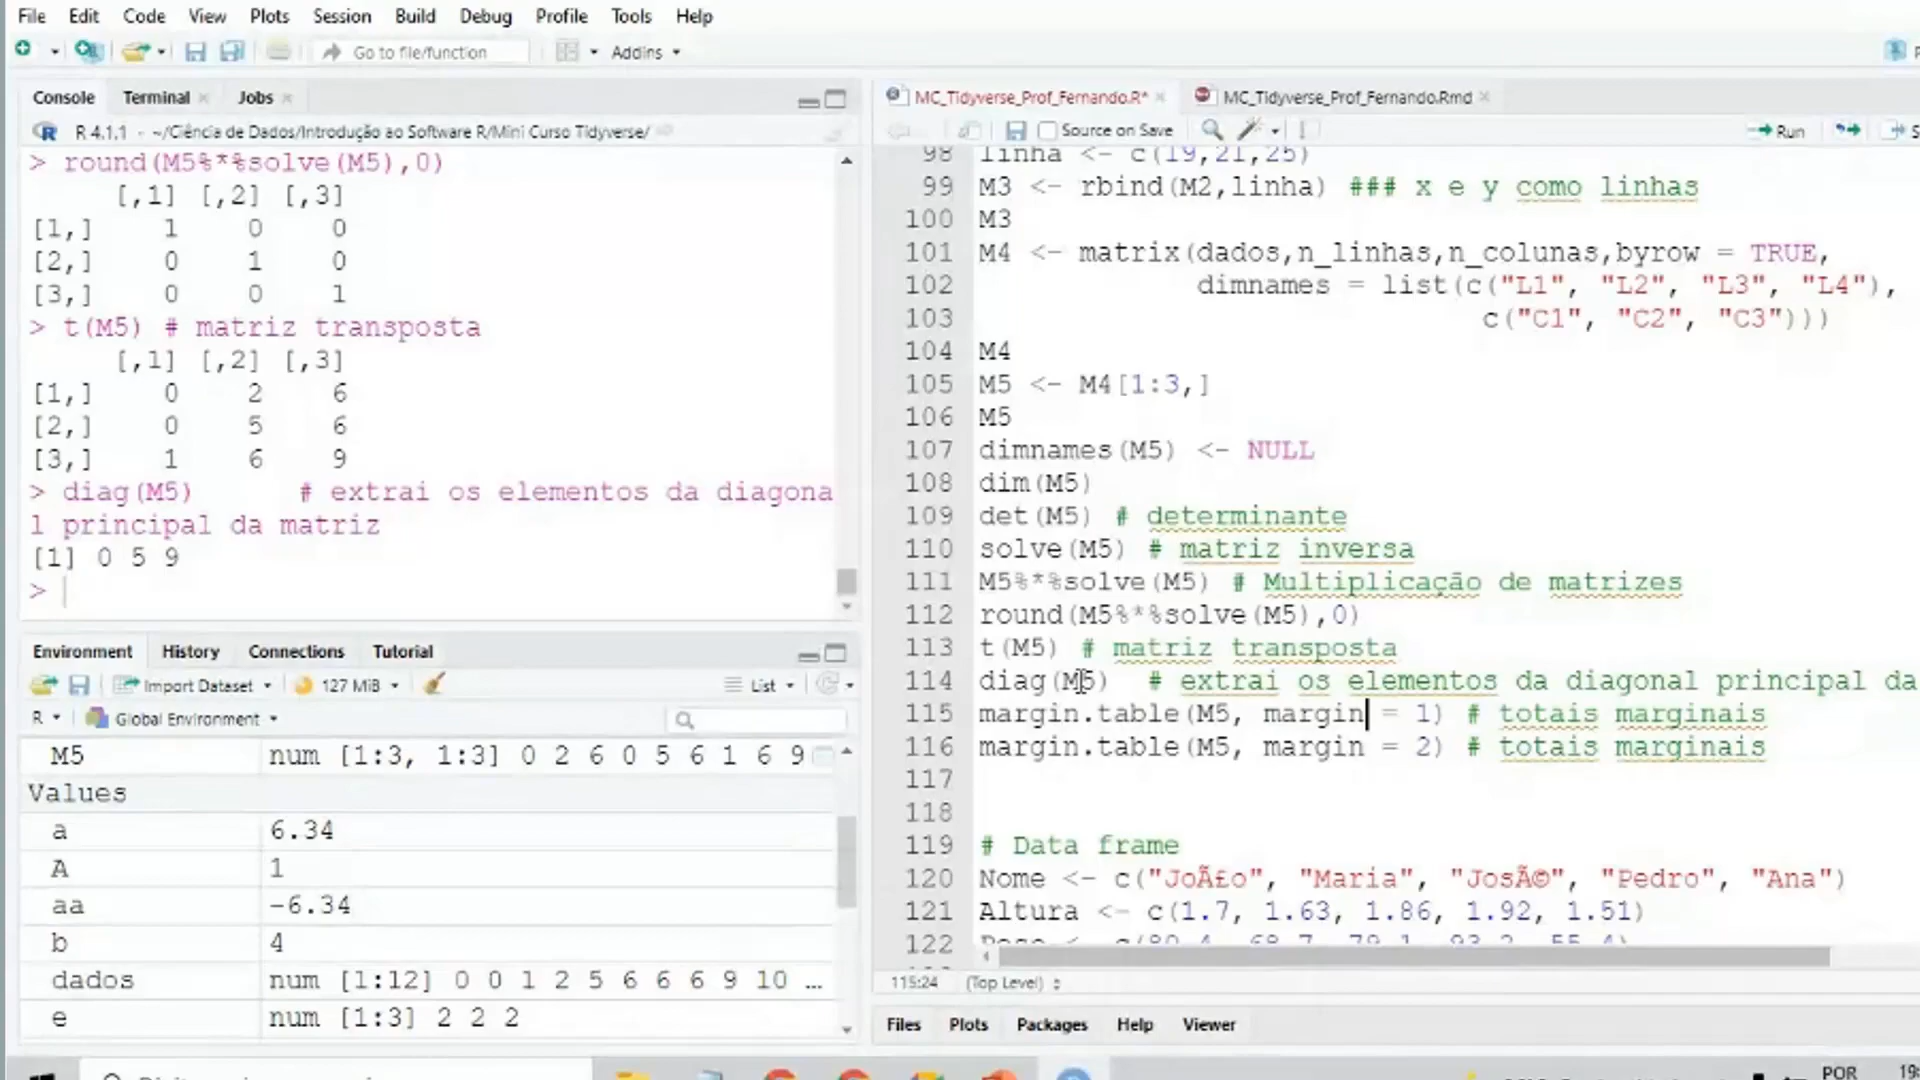 File Edit Code View Plots Session Build Debug Profile Tools Help
Go to file/function Addins
Console Terminal Jobs
R 4.1.1 · ~/Ciência de Dados/Introdução ao Software R/Mini Curso Tidyverse/
> round(M5%*%solve(M5),0)
[,1] [,2] [,3]
[1,] 1 0 0
[2,] 0 1 0
[3,] 0 0 1
> t(M5) # matriz transposta
[,1] [,2] [,3]
[1,] 0 2 6
[2,] 0 5 6
[3,] 1 6 9
> diag(M5) # extrai os elementos da diagona
l principal da matriz
[1] 0 5 9
>
Environment History Connections Tutorial
Import Dataset 127 MiB List
R Global Environment
M5 num [1:3, 1:3] 0 2 6 0 5 6 1 6 9
Values
a 6.34
A 1
aa -6.34
b 4
dados num [1:12] 0 0 1 2 5 6 6 6 9 10 ...
e num [1:3] 2 2 2
MC_Tidyverse_Prof_Fernando.R* MC_Tidyverse_Prof_Fernando.Rmd
Source on Save Run
98 linha <- c(19,21,25)
99 M3 <- rbind(M2,linha) ### x e y como linhas
100 M3
101 M4 <- matrix(dados,n_linhas,n_colunas,byrow = TRUE,
102 dimnames = list(c("L1", "L2", "L3", "L4"),
103 c("C1", "C2", "C3")))
104 M4
105 M5 <- M4[1:3,]
106 M5
107 dimnames(M5) <- NULL
108 dim(M5)
109 det(M5) # determinante
110 solve(M5) # matriz inversa
111 M5%*%solve(M5) # Multiplicação de matrizes
112 round(M5%*%solve(M5),0)
113 t(M5) # matriz transposta
114 diag(M5) # extrai os elementos da diagonal principal da
115 margin.table(M5, margin = 1) # totais marginais
116 margin.table(M5, margin = 2) # totais marginais
117
118
119 # Data frame
120 Nome <- c("JoÃ£o", "Maria", "JosÃ©", "Pedro", "Ana")
121 Altura <- c(1.7, 1.63, 1.86, 1.92, 1.51)
122
115:24 (Top Level)
Files Plots Packages Help Viewer
POR